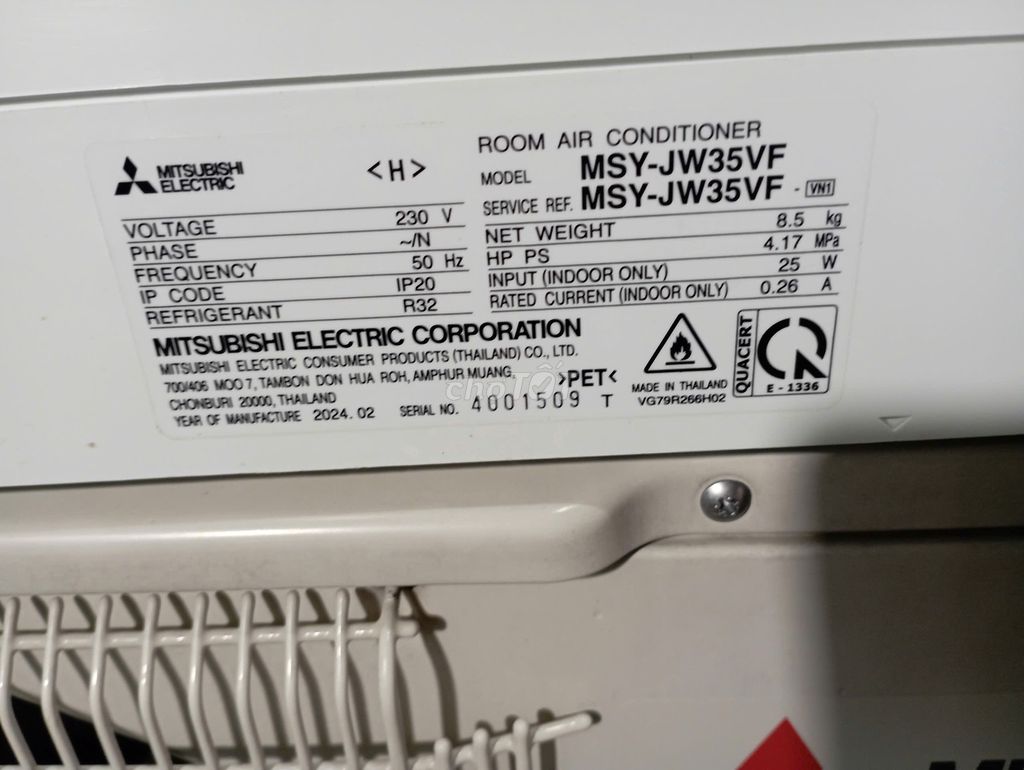 MITSUBISHI
ELECTRIC
<H>
ROOM AIR CONDITIONER
MODEL MSY-JW35VF
SERVICE REF. MSY-JW35VF - VN1
VOLTAGE 230 V
PHASE ~/N
FREQUENCY 50 Hz
IP CODE IP20
REFRIGERANT R32
NET WEIGHT 8.5 kg
HP PS 4.17 MPa
INPUT (INDOOR ONLY) 25 W
RATED CURRENT (INDOOR ONLY) 0.26 A
MITSUBISHI ELECTRIC CORPORATION
MITSUBISHI ELECTRIC CONSUMER PRODUCTS (THAILAND) CO., LTD.
700/406 MOO 7, TAMBON DON HUA ROH, AMPHUR MUANG,
CHONBURI 20000, THAILAND
>PET<
YEAR OF MANUFACTURE 2024.02 SERIAL NO. 4001509 T
MADE IN THAILAND
VG79R266H02
QUACERT
E - 1336
choTỐT